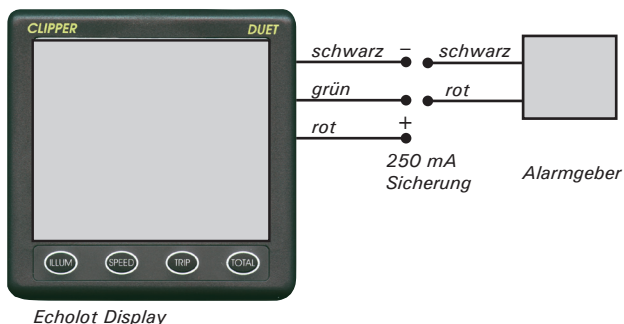 CLIPPER DUET
schwarz – schwarz
grün rot
rot +
250 mA
Sicherung
Alarmgeber
ILLUM SPEED TRIP TOTAL
Echolot Display